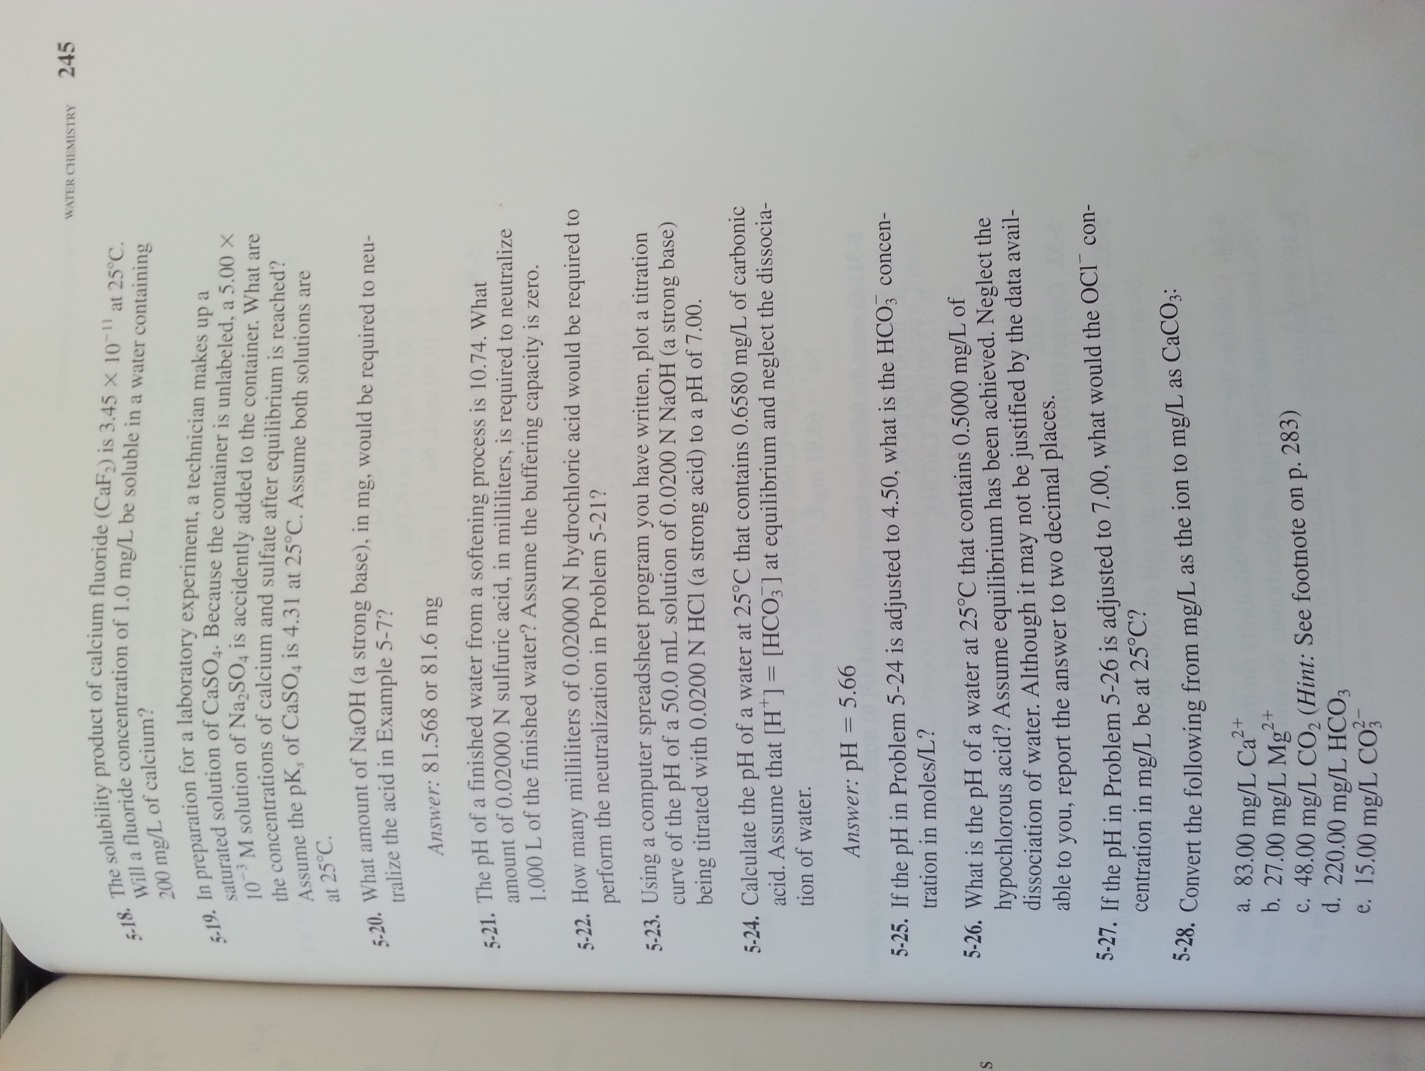 WATER CHEMISTRY 245
5-18. The solubility product of calcium fluoride (CaF₂) is 3.45 × 10⁻¹¹ at 25°C.
Will a fluoride concentration of 1.0 mg/L be soluble in a water containing
200 mg/L of calcium?
5-19. In preparation for a laboratory experiment, a technician makes up a
saturated solution of CaSO₄. Because the container is unlabeled, a 5.00 ×
10⁻³ M solution of Na₂SO₄ is accidently added to the container. What are
the concentrations of calcium and sulfate after equilibrium is reached?
Assume the pKₛ of CaSO₄ is 4.31 at 25°C. Assume both solutions are
at 25°C.
5-20. What amount of NaOH (a strong base), in mg, would be required to neu-
tralize the acid in Example 5-7?
Answer: 81.568 or 81.6 mg
5-21. The pH of a finished water from a softening process is 10.74. What
amount of 0.02000 N sulfuric acid, in milliliters, is required to neutralize
1.000 L of the finished water? Assume the buffering capacity is zero.
5-22. How many milliliters of 0.02000 N hydrochloric acid would be required to
perform the neutralization in Problem 5-21?
5-23. Using a computer spreadsheet program you have written, plot a titration
curve of the pH of a 50.0 mL solution of 0.0200 N NaOH (a strong base)
being titrated with 0.0200 N HCl (a strong acid) to a pH of 7.00.
5-24. Calculate the pH of a water at 25°C that contains 0.6580 mg/L of carbonic
acid. Assume that [H⁺] = [HCO₃⁻] at equilibrium and neglect the dissocia-
tion of water.
Answer: pH = 5.66
5-25. If the pH in Problem 5-24 is adjusted to 4.50, what is the HCO₃⁻ concen-
tration in moles/L?
5-26. What is the pH of a water at 25°C that contains 0.5000 mg/L of
hypochlorous acid? Assume equilibrium has been achieved. Neglect the
dissociation of water. Although it may not be justified by the data avail-
able to you, report the answer to two decimal places.
5-27. If the pH in Problem 5-26 is adjusted to 7.00, what would the OCl⁻ con-
centration in mg/L be at 25°C?
5-28. Convert the following from mg/L as the ion to mg/L as CaCO₃:
a. 83.00 mg/L Ca²⁺
b. 27.00 mg/L Mg²⁺
c. 48.00 mg/L CO₂ (Hint: See footnote on p. 283)
d. 220.00 mg/L HCO₃
e. 15.00 mg/L CO₃²⁻
s